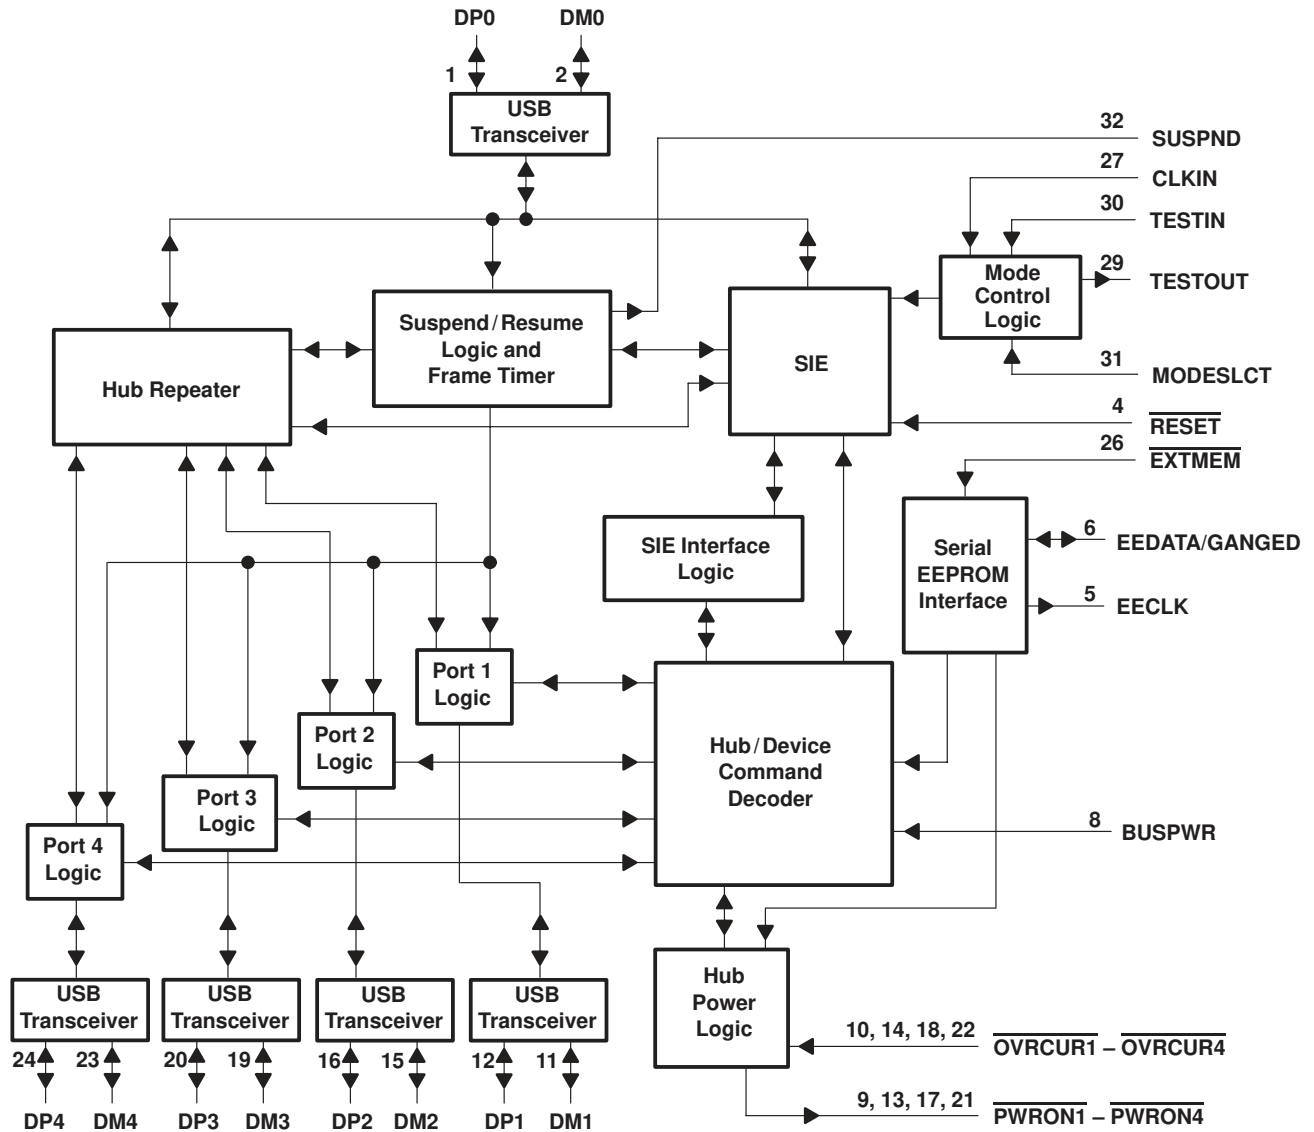 DP0 DM0
1 2
USB
Transceiver
32 SUSPND
27 CLKIN
30 TESTIN
Mode
Control
Logic
29 TESTOUT
31 MODESLCT
Suspend/Resume
Logic and
Frame Timer
SIE
Hub Repeater
4 RESET
26 EXTMEM
SIE Interface
Logic
Serial
EEPROM
Interface
6 EEDATA/GANGED
5 EECLK
Port 1
Logic
Port 2
Logic
Port 3
Logic
Port 4
Logic
Hub/Device
Command
Decoder
8 BUSPWR
USB
Transceiver
USB
Transceiver
USB
Transceiver
USB
Transceiver
Hub
Power
Logic
24 23 20 19 16 15 12 11
DP4 DM4 DP3 DM3 DP2 DM2 DP1 DM1
10, 14, 18, 22 OVRCUR1 – OVRCUR4
9, 13, 17, 21 PWRON1 – PWRON4